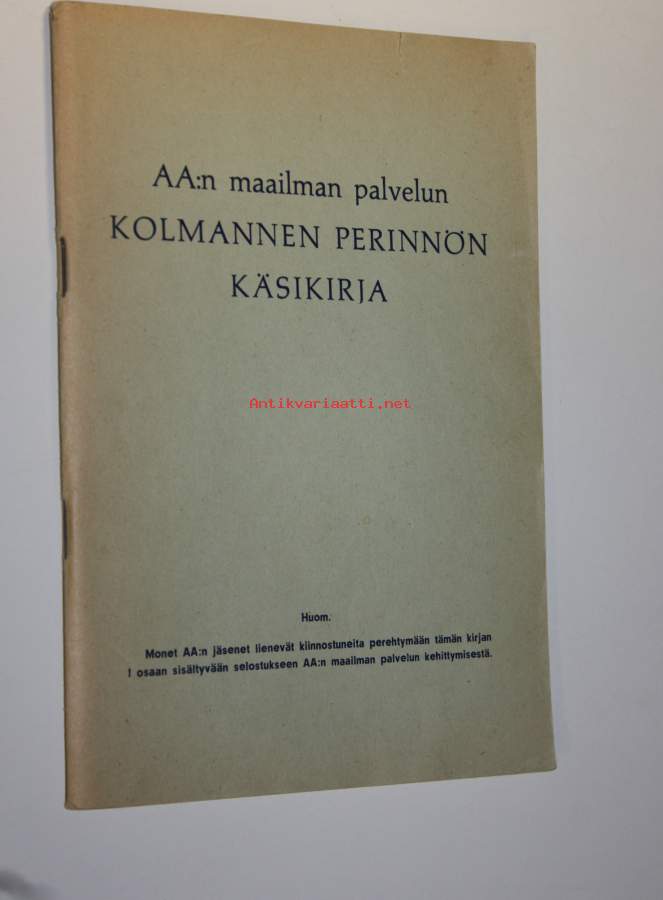 AA:n maailman palvelun
KOLMANNEN PERINNÖN
KÄSIKIRJA
Antikvariaatti.net
Huom.
Monet AA:n jäsenet lienevät kiinnostuneita perehtymään tämän kirjan
I osaan sisältyvään selostukseen AA:n maailman palvelun kehittymisestä.